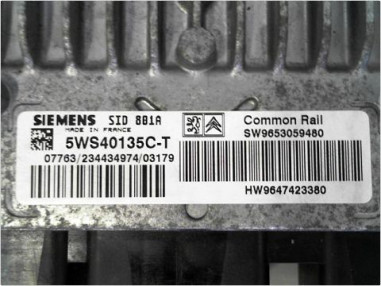 SIEMENS SID 801A
MADE IN FRANCE
5WS40135C-T
07763/234434974/03179
Common Rail
SW9653059480
HW9647423380